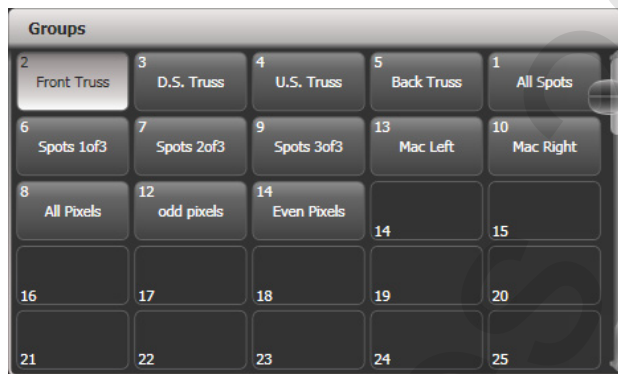 Groups
2 Front Truss
3 D.S. Truss
4 U.S. Truss
5 Back Truss
1 All Spots
6 Spots 1of3
7 Spots 2of3
9 Spots 3of3
13 Mac Left
10 Mac Right
8 All Pixels
12 odd pixels
14 Even Pixels
14
15
16
17
18
19
20
21
22
23
24
25